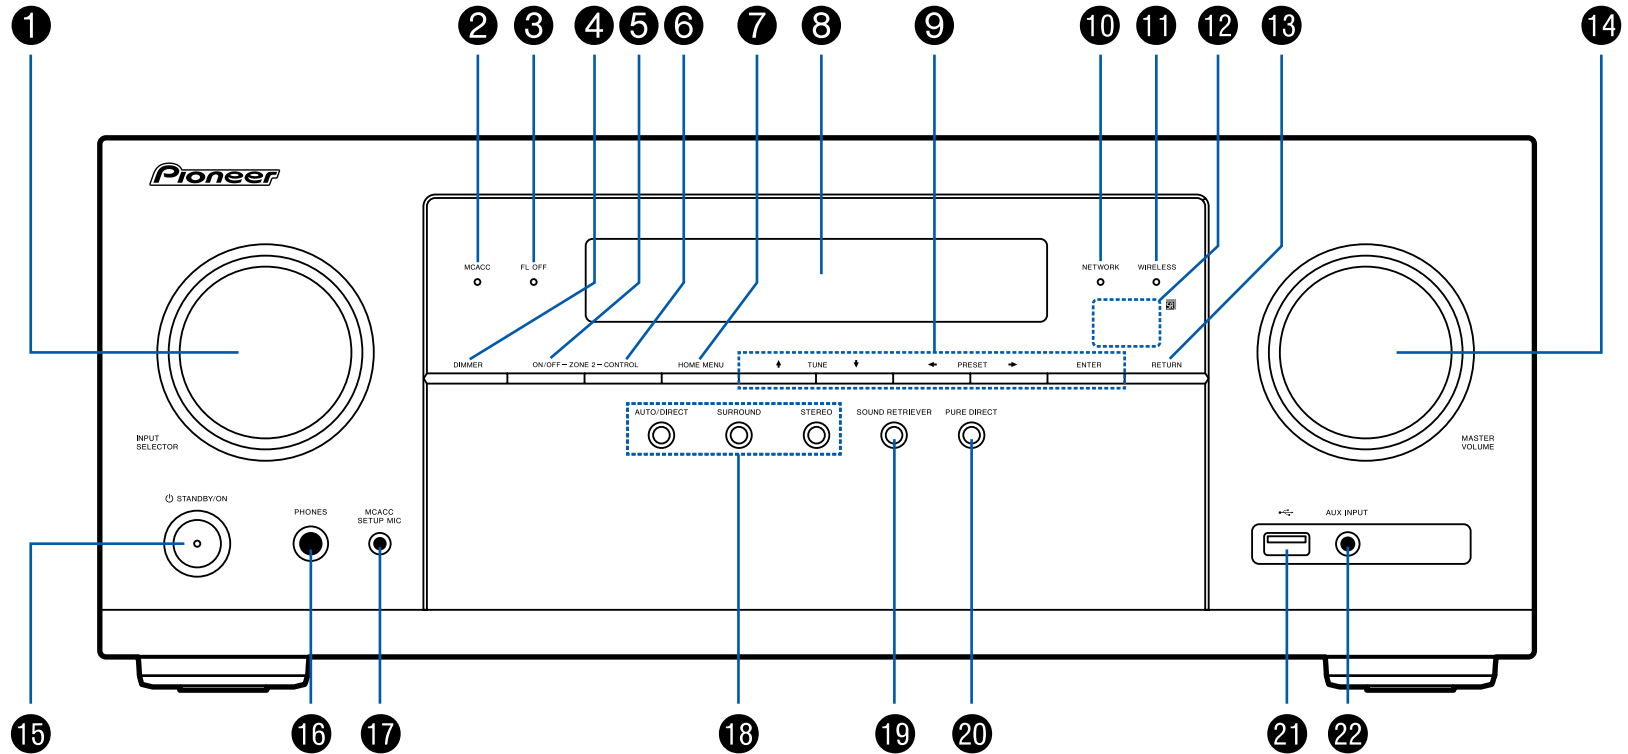 1 2 3 4 5 6 7 8 9 10 11 12 13 14
Pioneer
MCACC FL OFF NETWORK WIRELESS
DIMMER ON/OFF – ZONE 2 – CONTROL HOME MENU TUNE PRESET ENTER RETURN
AUTO/DIRECT SURROUND STEREO SOUND RETRIEVER PURE DIRECT
INPUT
SELECTOR
MASTER
VOLUME
STANDBY/ON
PHONES
MCACC
SETUP MIC
AUX INPUT
15 16 17 18 19 20 21 22